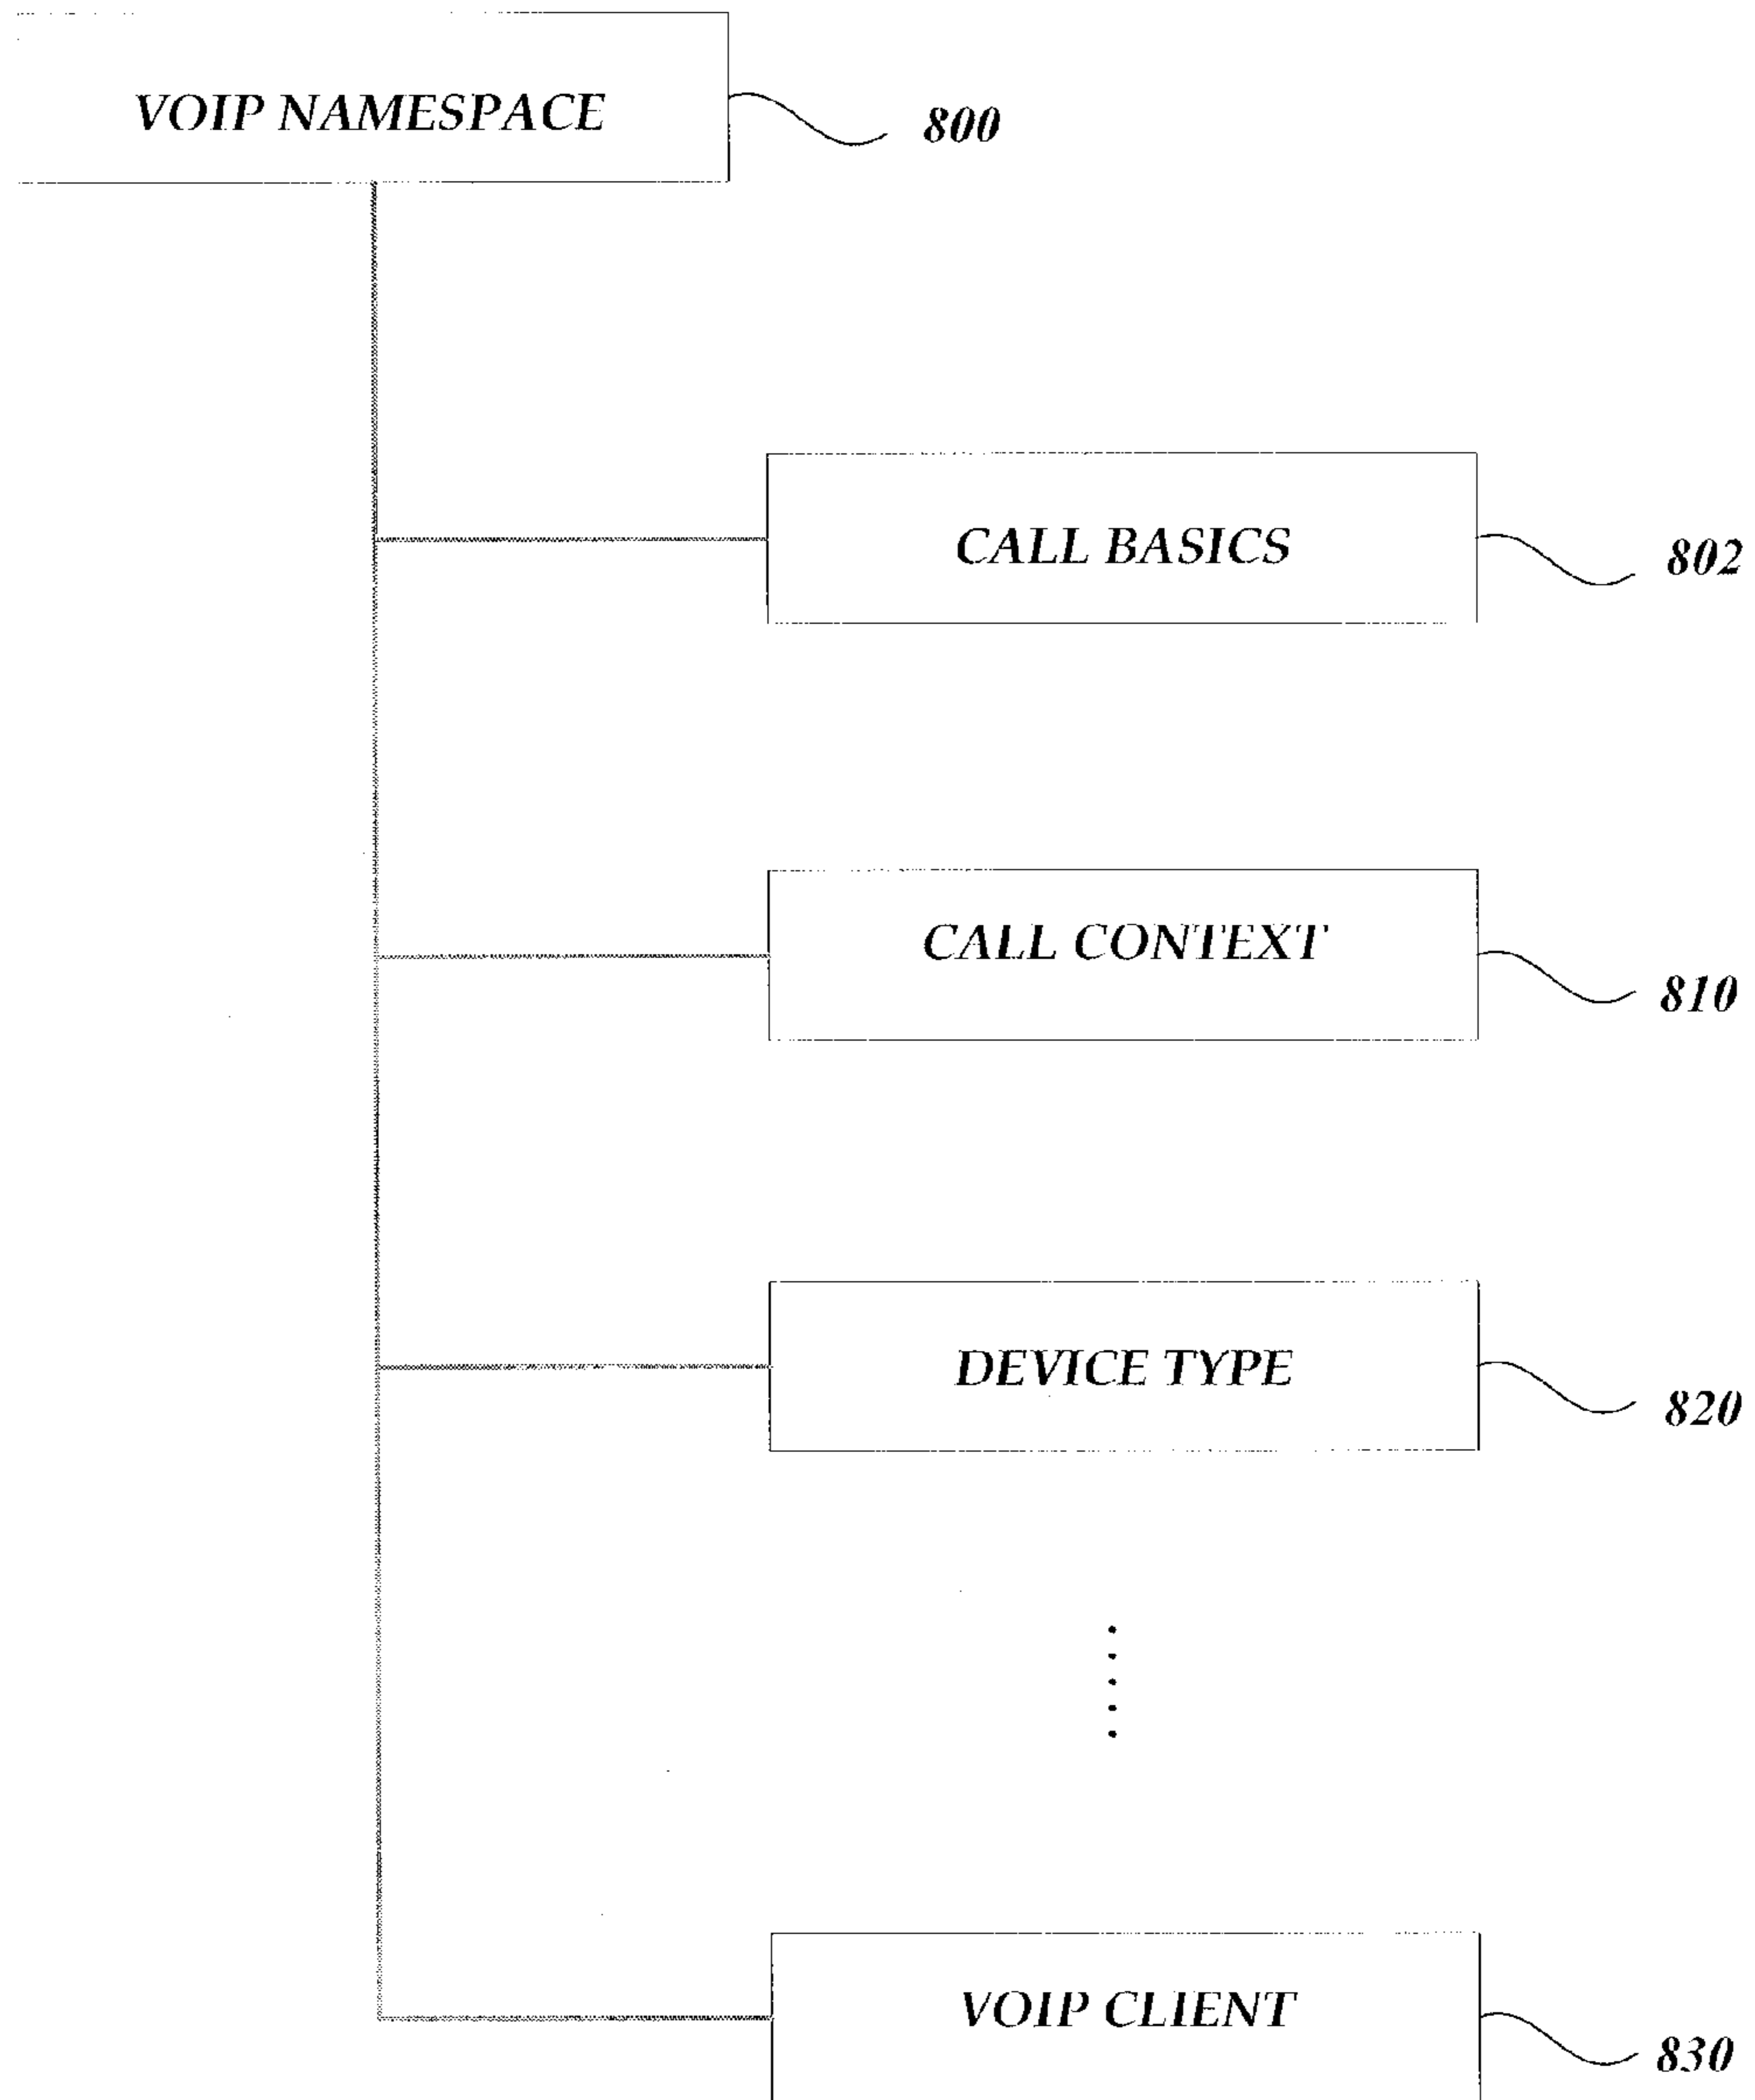 VOIP NAMESPACE
800
CALL BASICS
802
CALL CONTEXT
810
DEVICE TYPE
820
VOIP CLIENT
830